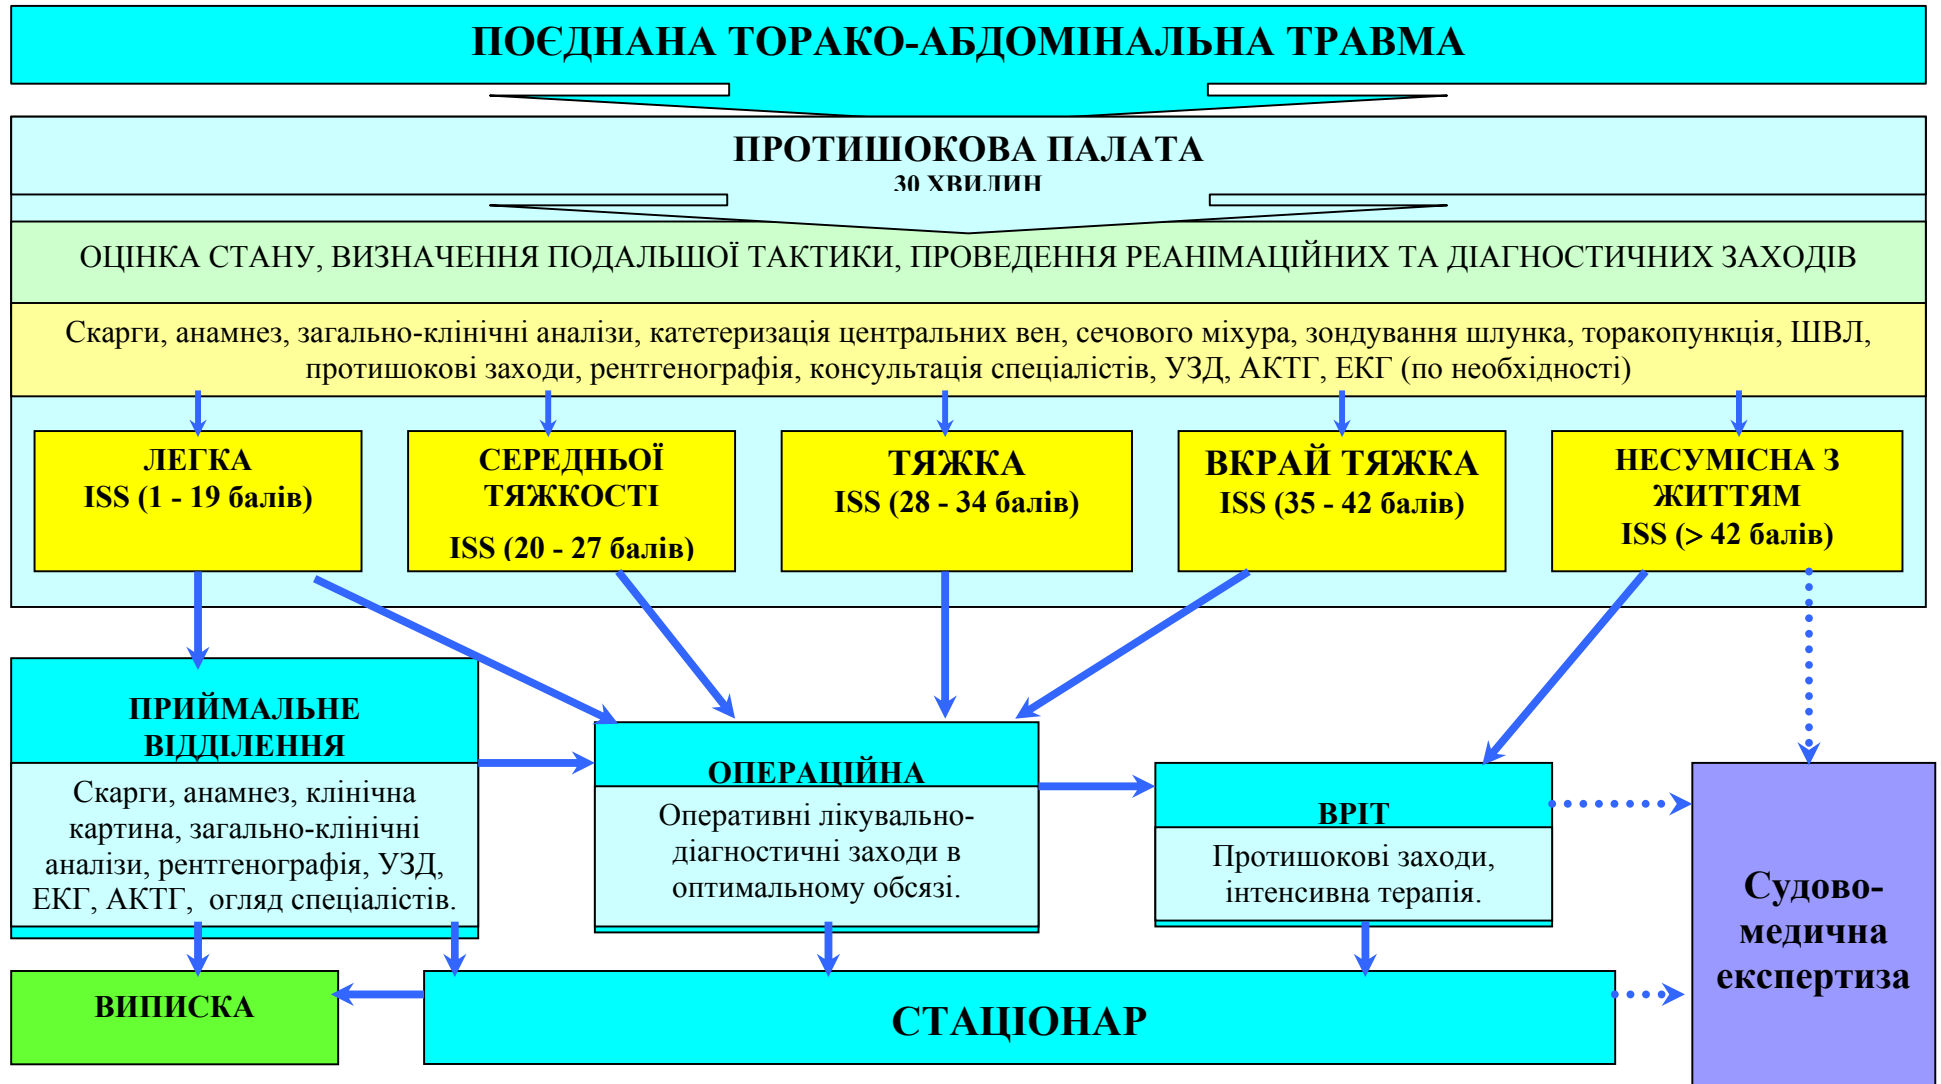 ПОЄДНАНА ТОРАКО-АБДОМІНАЛЬНА ТРАВМА
ПРОТИШОКОВА ПАЛАТА
30 ХВИЛИН
ОЦІНКА СТАНУ, ВИЗНАЧЕННЯ ПОДАЛЬШОЇ ТАКТИКИ, ПРОВЕДЕННЯ РЕАНІМАЦІЙНИХ ТА ДІАГНОСТИЧНИХ ЗАХОДІВ
Скарги, анамнез, загально-клінічні аналізи, катетеризація центральних вен, сечового міхура, зондування шлунка, торакопункція, ШВЛ,
протишокові заходи, рентгенографія, консультація спеціалістів, УЗД, АКТГ, ЕКГ (по необхідності)
ЛЕГКА
ISS (1 - 19 балів)
СЕРЕДНЬОЇ
ТЯЖКОСТІ
ISS (20 - 27 балів)
ТЯЖКА
ISS (28 - 34 балів)
ВКРАЙ ТЯЖКА
ISS (35 - 42 балів)
НЕСУМІСНА З
ЖИТТЯМ
ISS (> 42 балів)
ПРИЙМАЛЬНЕ
ВІДДІЛЕННЯ
Скарги, анамнез, клінічна
картина, загально-клінічні
аналізи, рентгенографія, УЗД,
ЕКГ, АКТГ, огляд спеціалістів.
ОПЕРАЦІЙНА
Оперативні лікувально-
діагностичні заходи в
оптимальному обсязі.
ВРІТ
Протишокові заходи,
інтенсивна терапія.
Судово-
медична
експертиза
ВИПИСКА
СТАЦІОНАР